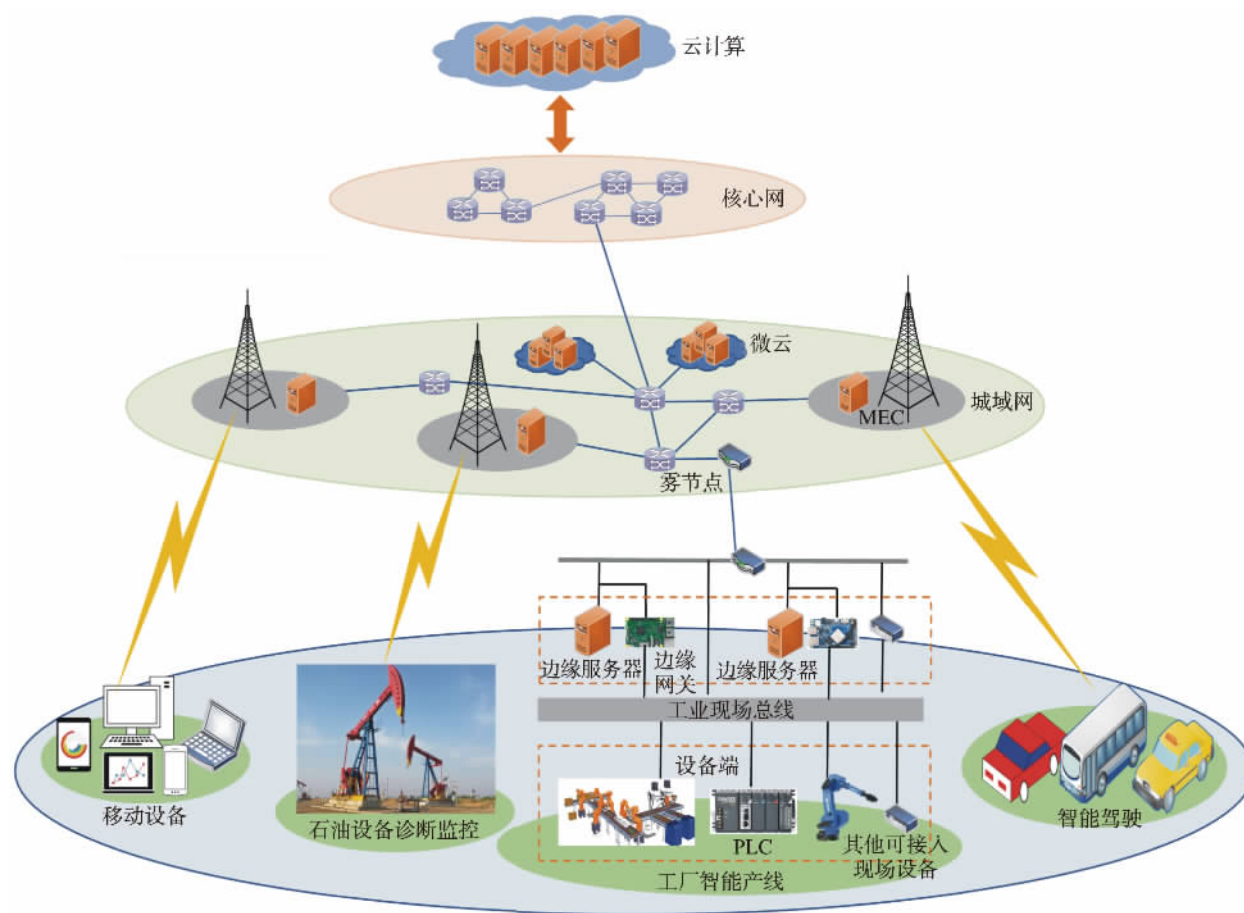 云计算
核心网
微云
城域网
MEC
雾节点
边缘服务器
边缘
网关
边缘服务器
工业现场总线
设备端
移动设备
石油设备诊断监控
PLC
其他可接入
现场设备
智能驾驶
工厂智能产线